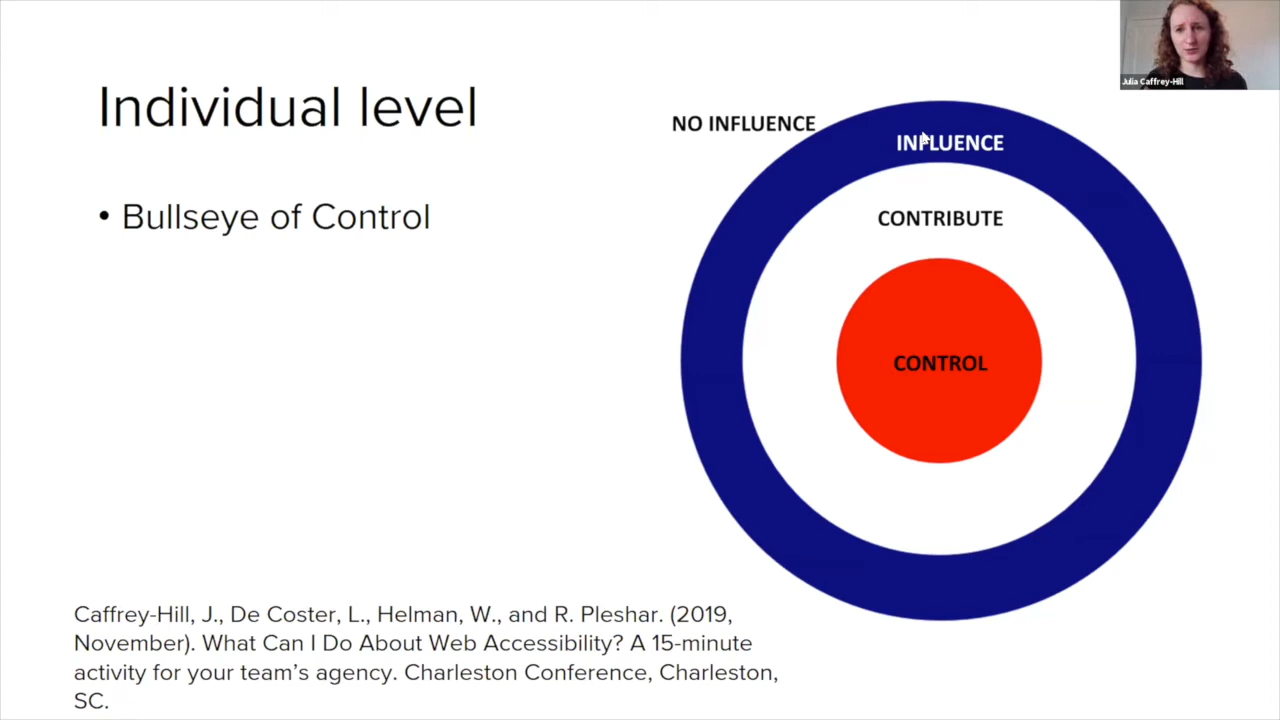 Individual level
• Bullseye of Control
NO INFLUENCE
INFLUENCE
CONTRIBUTE
CONTROL
Caffrey-Hill, J., De Coster, L., Helman, W., and R. Pleshar. (2019,
November). What Can I Do About Web Accessibility? A 15-minute
activity for your team’s agency. Charleston Conference, Charleston,
SC.
Julia Caffrey-Hill